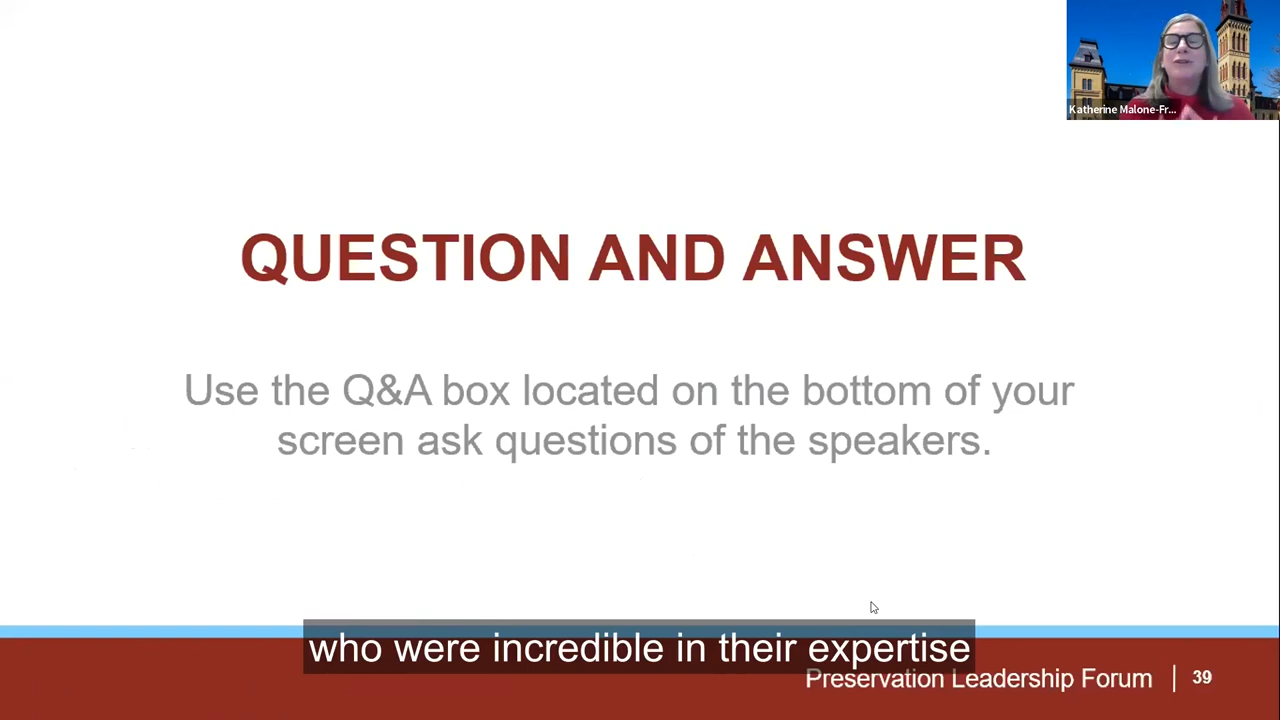 Katherine Malone-Fr...
QUESTION AND ANSWER
Use the Q&A box located on the bottom of your
screen ask questions of the speakers.
who were incredible in their expertise
Preservation Leadership Forum | 39